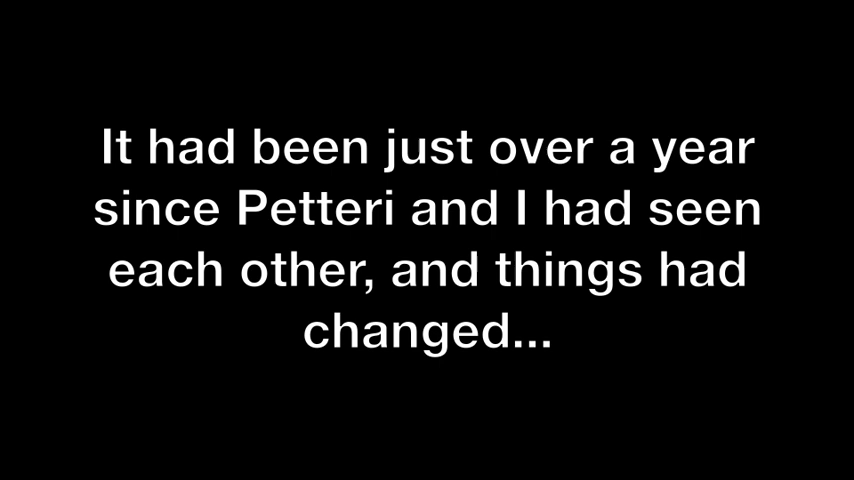 It had been just over a year
since Petteri and I had seen
each other, and things had
changed...